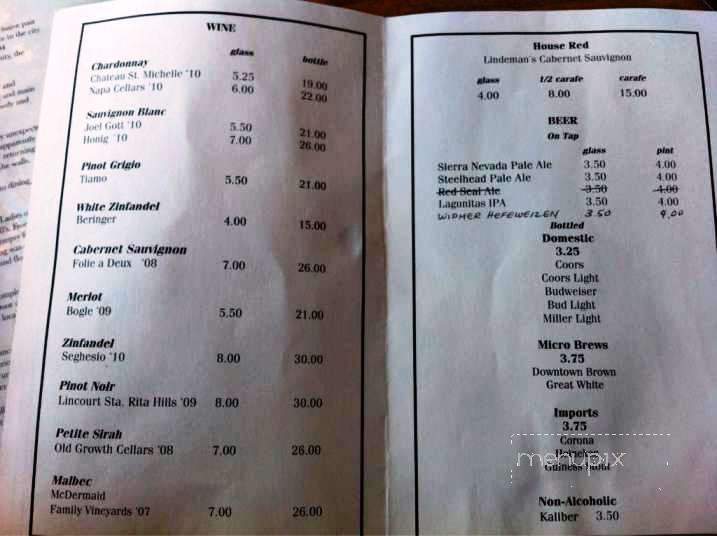 WINE
glass bottle
Chardonnay
Chateau St. Michelle '10 5.25 19.00
Napa Cellars '10 6.00 22.00
Sauvignon Blanc
Joel Gott '10 5.50 21.00
Honig '10 7.00 26.00
Pinot Grigio
Tiamo 5.50 21.00
White Zinfandel
Beringer 4.00 15.00
Cabernet Sauvignon
Folie a Deux '08 7.00 26.00
Merlot
Bogle '09 5.50 21.00
Zinfandel
Seghesio '10 8.00 30.00
Pinot Noir
Lincourt Sta. Rita Hills '09 8.00 30.00
Petite Sirah
Old Growth Cellars '08 7.00 26.00
Malbec
McDermaid
Family Vineyards '07 7.00 26.00
House Red
Lindeman's Cabernet Sauvignon
glass 1/2 carafe carafe
4.00 8.00 15.00
BEER
On Tap
glass pint
Sierra Nevada Pale Ale 3.50 4.00
Steelhead Pale Ale 3.50 4.00
Red Seal Ale 3.50 4.00
Lagunitas IPA 3.50 4.00
WIDMER HEFEWEIZEN 3.50 4.00
Bottled
Domestic
3.25
Coors
Coors Light
Budweiser
Bud Light
Miller Light
Micro Brews
3.75
Downtown Brown
Great White
Imports
3.75
Corona
Heineken
Guiness Stout
menupix
Non-Alcoholic
Kaliber 3.50